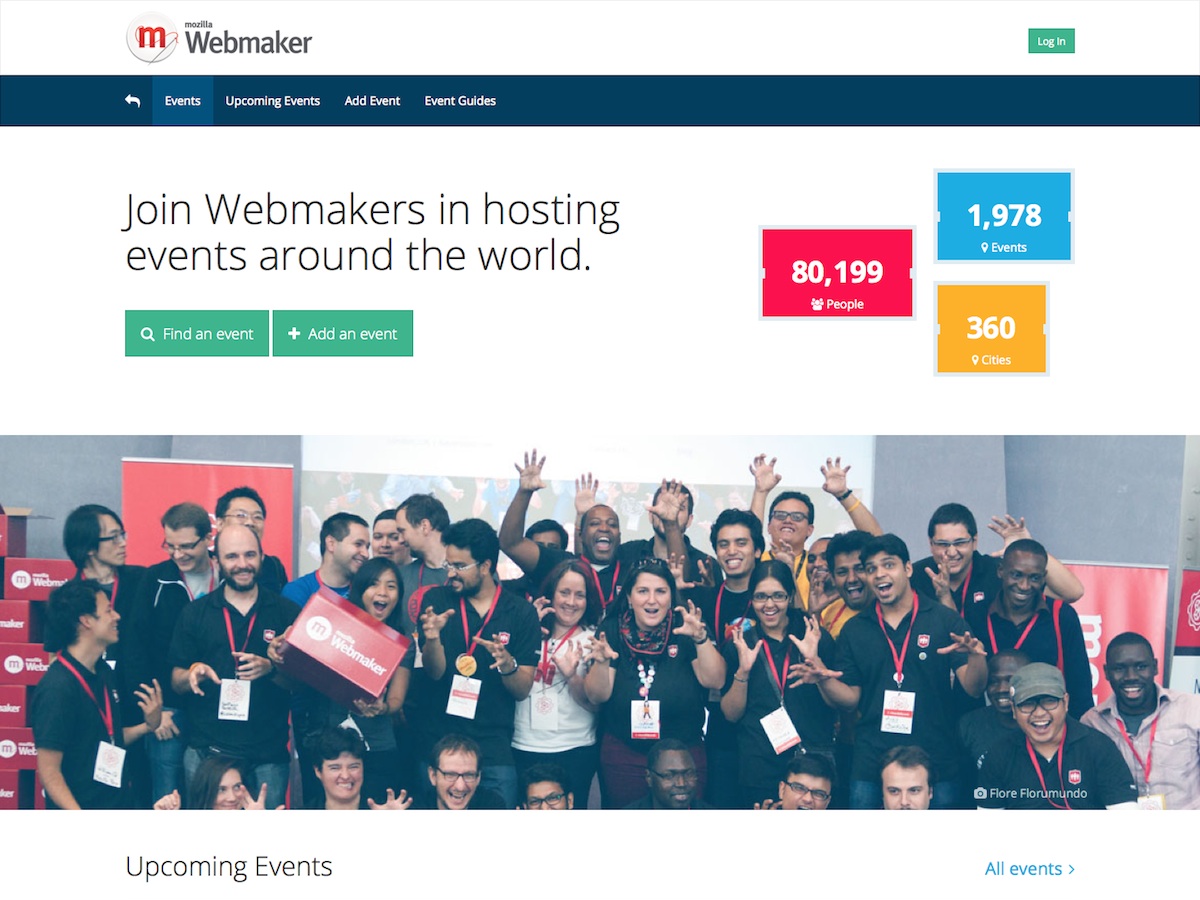 mozilla
Webmaker
Log In
Events
Upcoming Events
Add Event
Event Guides
Join Webmakers in hosting
events around the world.
Find an event
Add an event
1,978
Events
80,199
People
360
Cities
mozilla
Webmaker
Flore Florumundo
Upcoming Events
All events